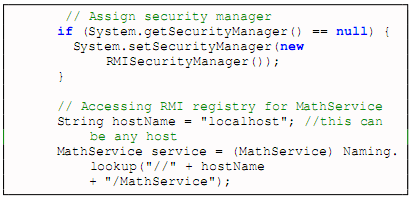 // Assign security manager
if (System.getSecurityManager() == null) {
System.setSecurityManager(new
RMISecurityManager());
}
// Accessing RMI registry for MathService
String hostName = "localhost"; //this can
be any host
MathService service = (MathService) Naming.
lookup("//" + hostName
+ "/MathService");